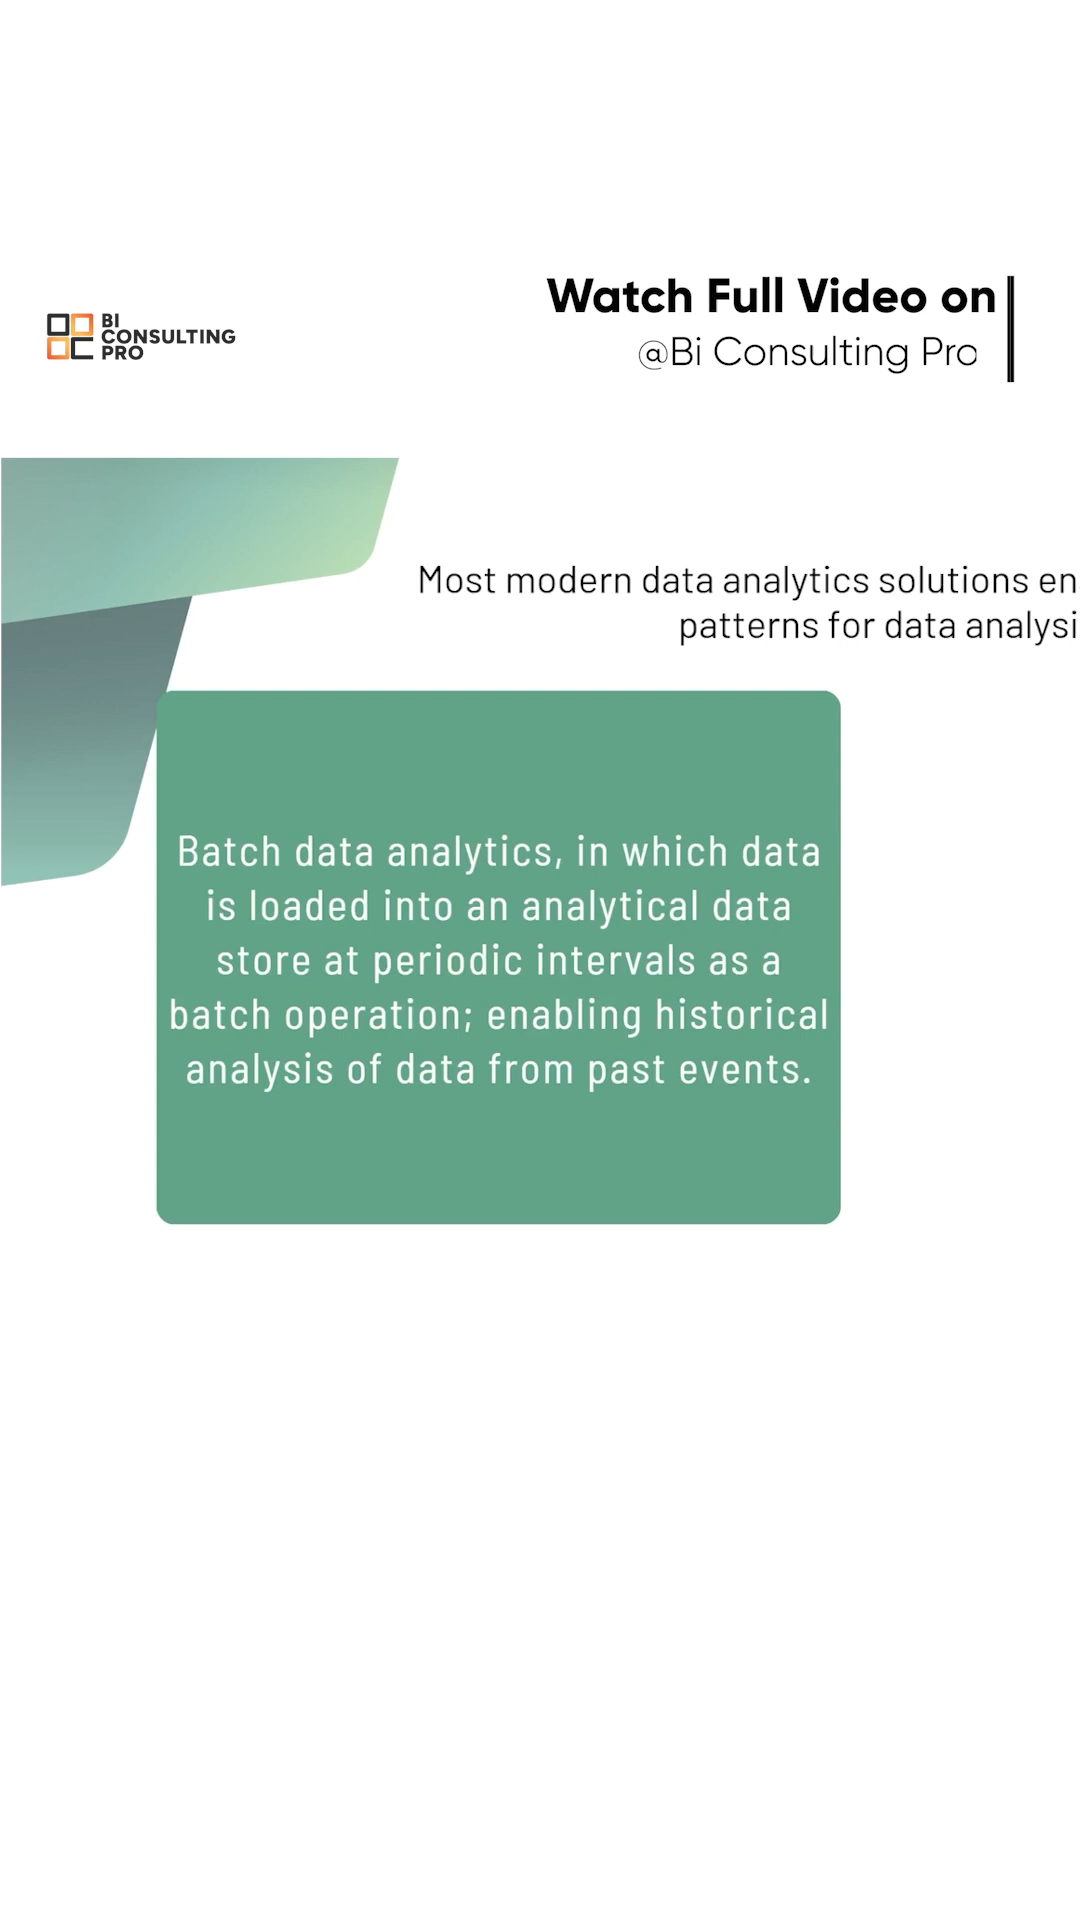 BI
CONSULTING
PRO
Watch Full Video on
@Bi Consulting Pro
Most modern data analytics solutions en
patterns for data analysi
Batch data analytics, in which data
is loaded into an analytical data
store at periodic intervals as a
batch operation; enabling historical
analysis of data from past events.